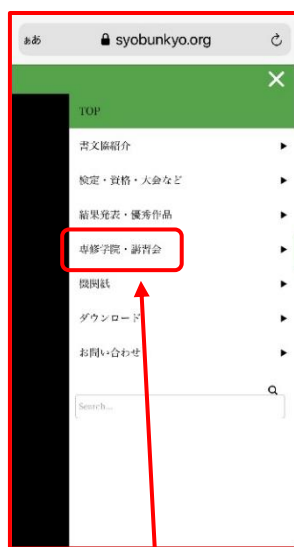 ぁあ syobunkyo.org
TOP
書文協紹介
検定・資格・大会など
結果発表・優秀作品
専修学院・講習会
機関紙
ダウンロード
お問い合わせ
Search...